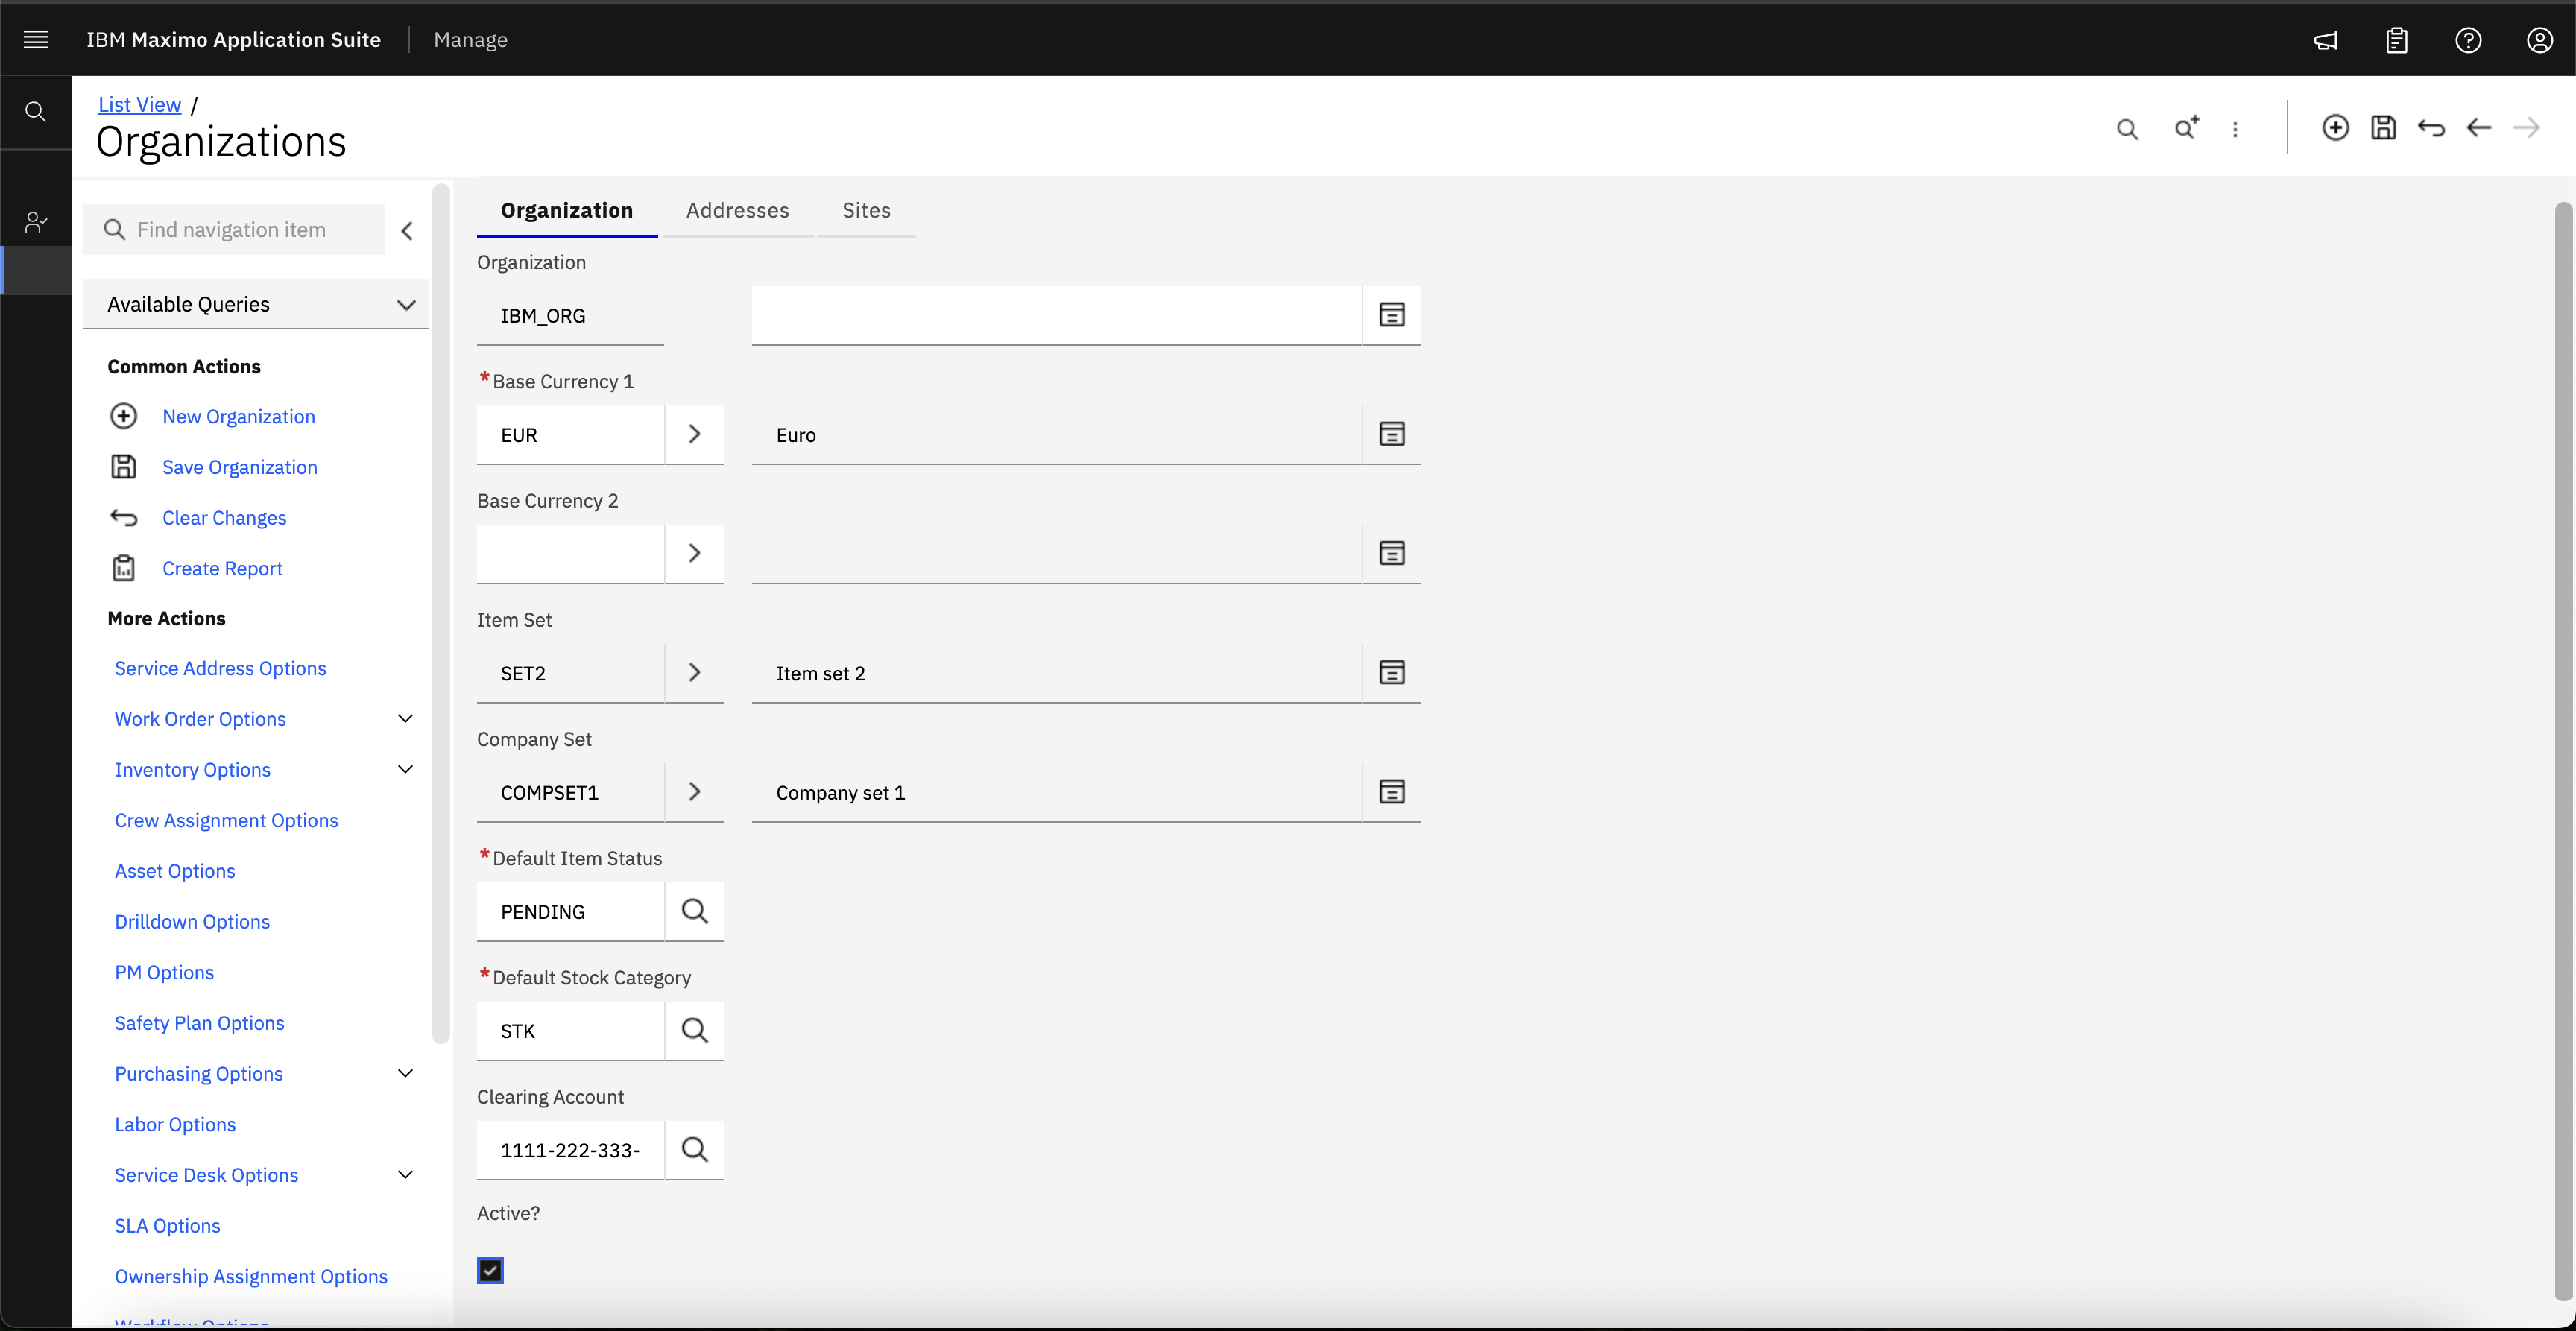 IBM Maximo Application Suite | Manage
List View /
Organizations
Find navigation item
Available Queries
Common Actions
New Organization
Save Organization
Clear Changes
Create Report
More Actions
Service Address Options
Work Order Options
Inventory Options
Crew Assignment Options
Asset Options
Drilldown Options
PM Options
Safety Plan Options
Purchasing Options
Labor Options
Service Desk Options
SLA Options
Ownership Assignment Options
Workflow Options
Organization Addresses Sites
Organization
IBM_ORG
*Base Currency 1
EUR Euro
Base Currency 2
Item Set
SET2 Item set 2
Company Set
COMPSET1 Company set 1
*Default Item Status
PENDING
*Default Stock Category
STK
Clearing Account
1111-222-333-
Active?